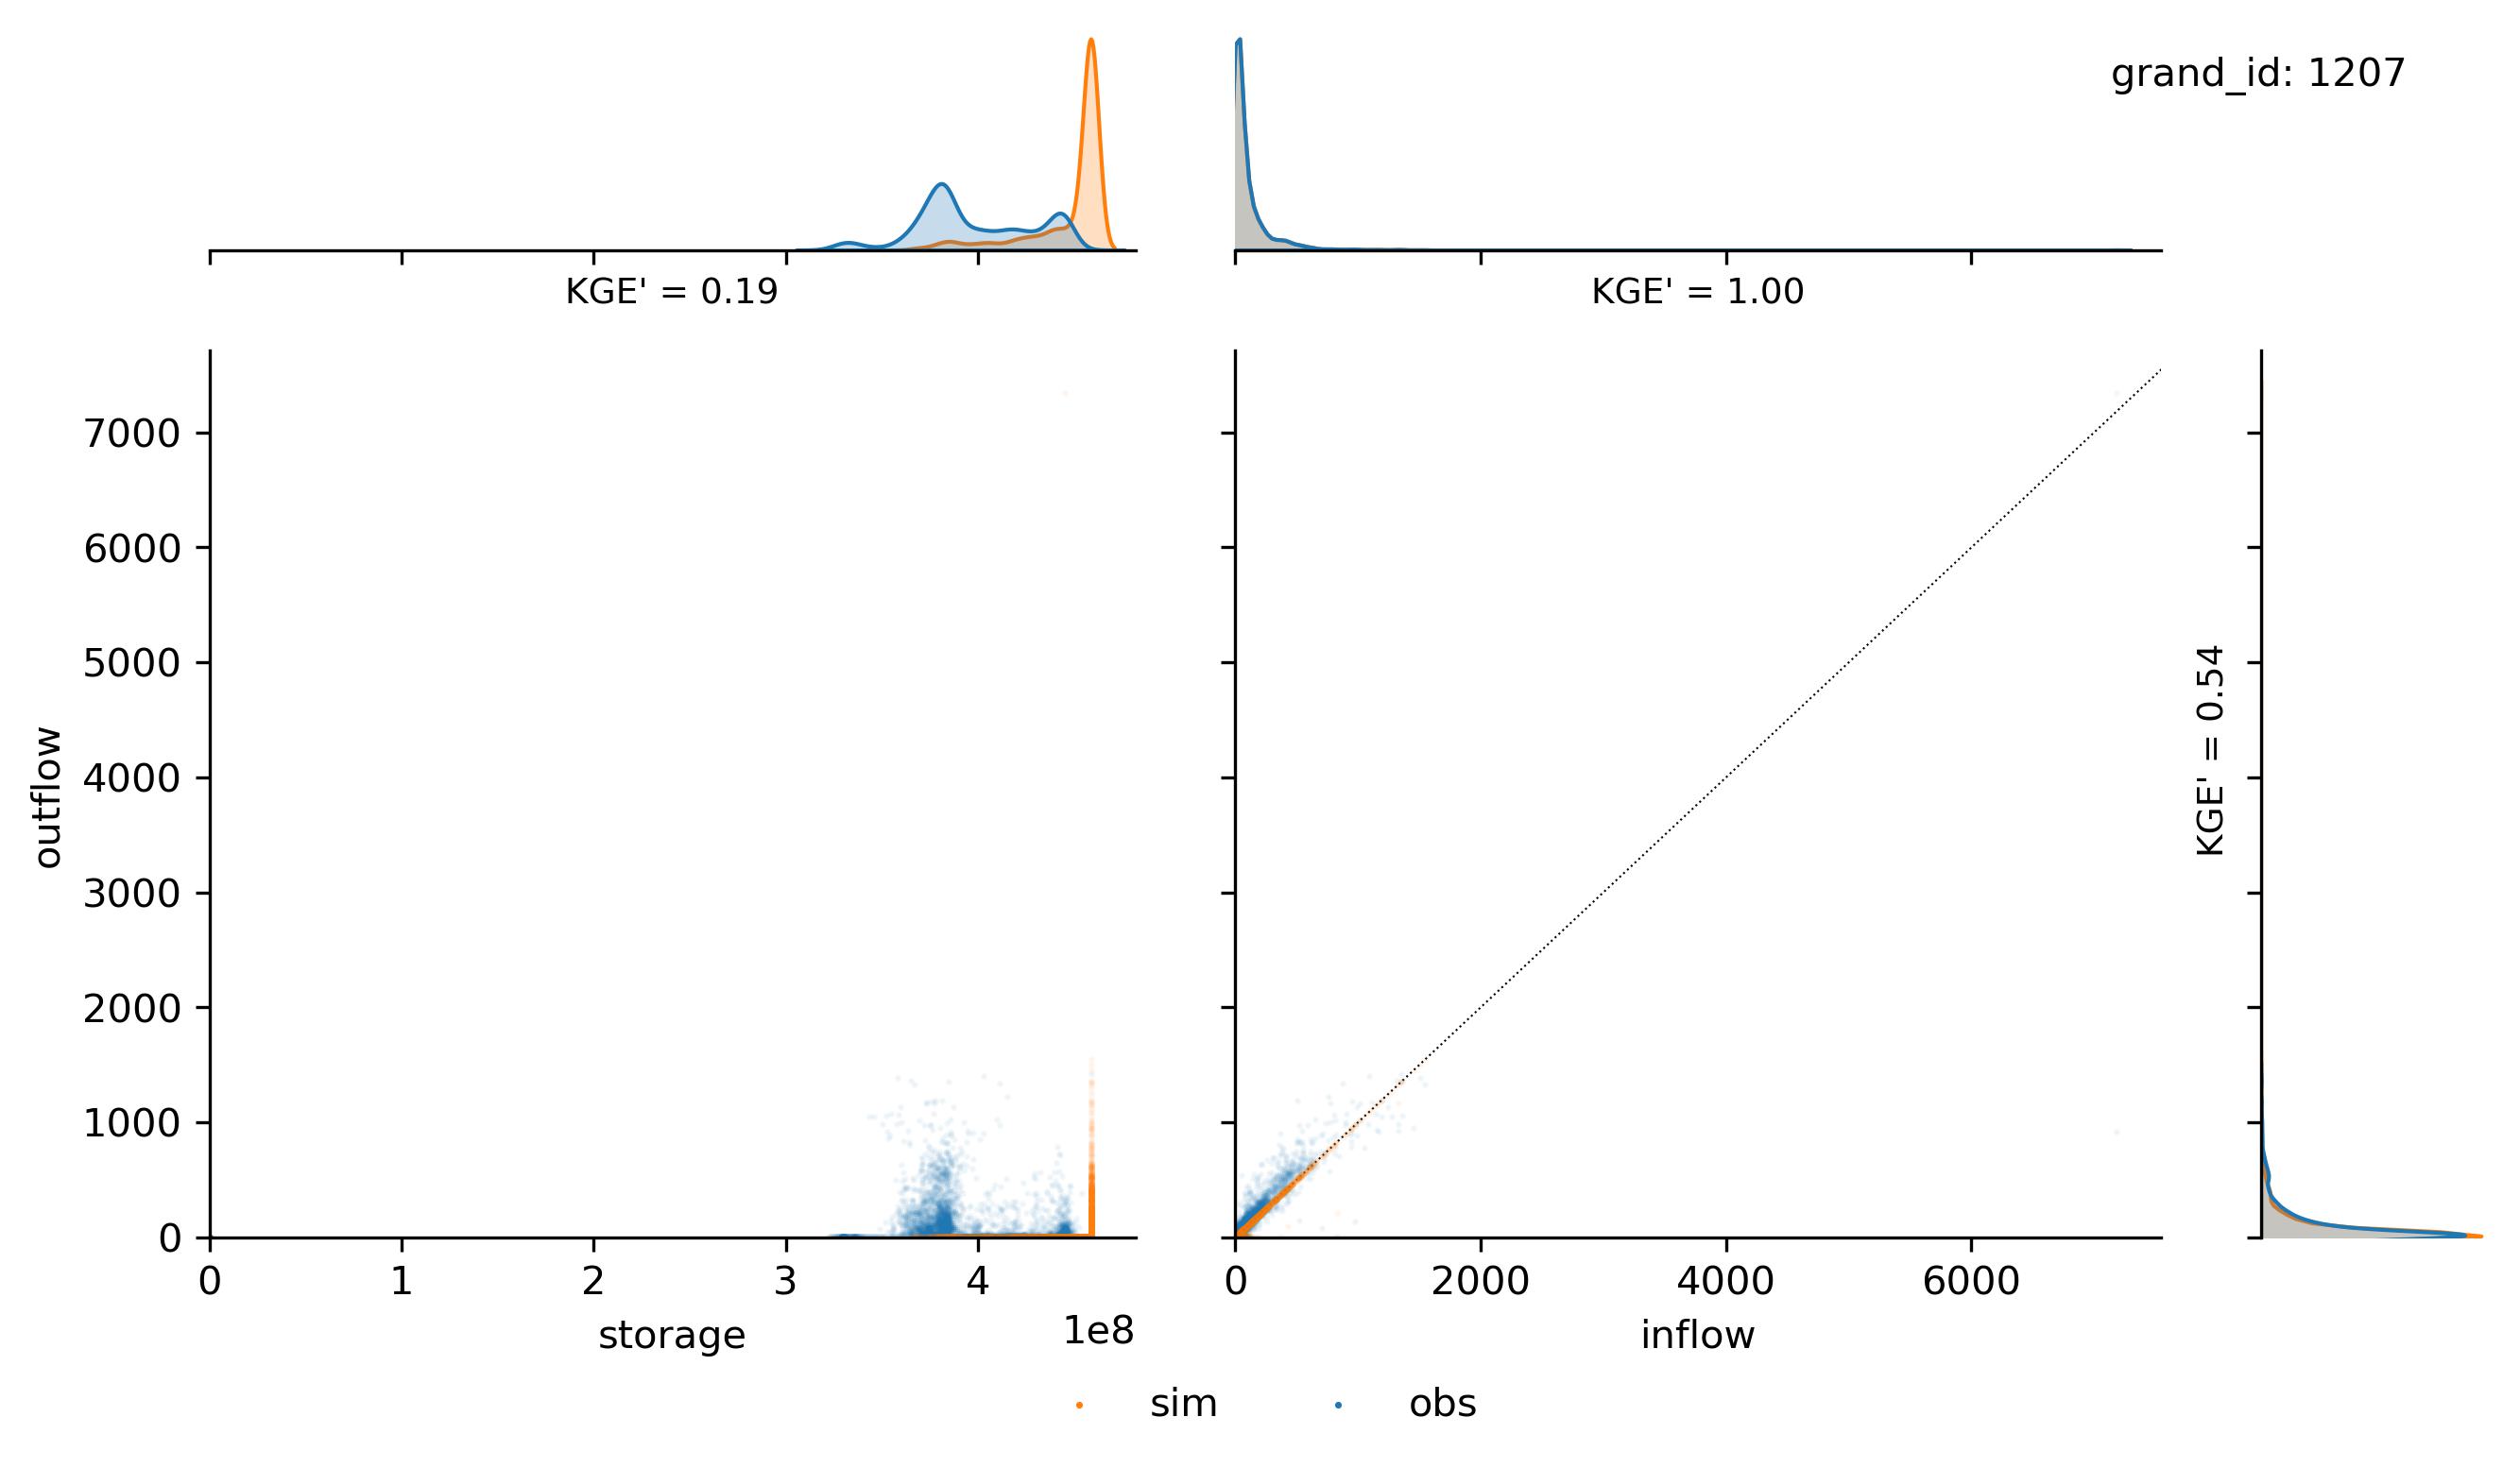 grand_id: 1207
KGE' = 0.19
KGE' = 1.00
7000
6000
5000
4000
3000
2000
1000
0
outflow
KGE' = 0.54
0 1 2 3 4
0 2000 4000 6000
storage
1e8
inflow
sim
obs